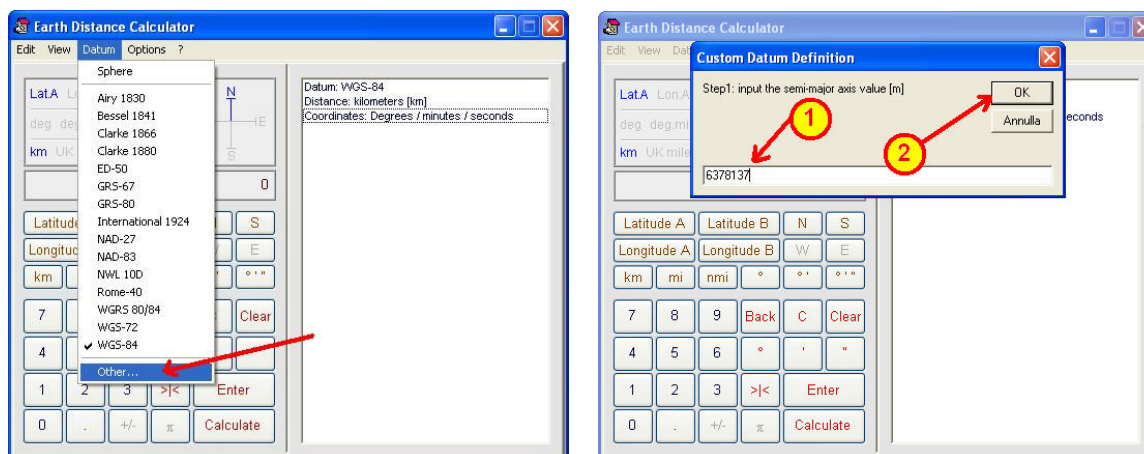 Earth Distance Calculator
Edit View Datum Options ?
Sphere
Airy 1830
Bessel 1841
Clarke 1866
Clarke 1880
ED-50
GRS-67
GRS-80
International 1924
NAD-27
NAD-83
NWL 10D
Rome-40
WGRS 80/84
WGS-72
WGS-84
Other...
Lat.A
N
deg E
km UK S
0
Datum: WGS-84
Distance: kilometers [km]
Coordinates: Degrees / minutes / seconds
S
E
km ° ' "
7 Clear
4
1 2 3 >|< Enter
0 . +/- π Calculate
Earth Distance Calculator
Edit View
Custom Datum Definition
Step1: input the semi-major axis value [m]
OK
Annulla
1
2
6378137
Lat.A Lon.A
deg deg.mi
km UK mile
Latitude A Latitude B N S
Longitude A Longitude B W E
km mi nmi ° ° ' ° ' "
7 8 9 Back C Clear
4 5 6 ° ' "
1 2 3 >|< Enter
0 . +/- π Calculate